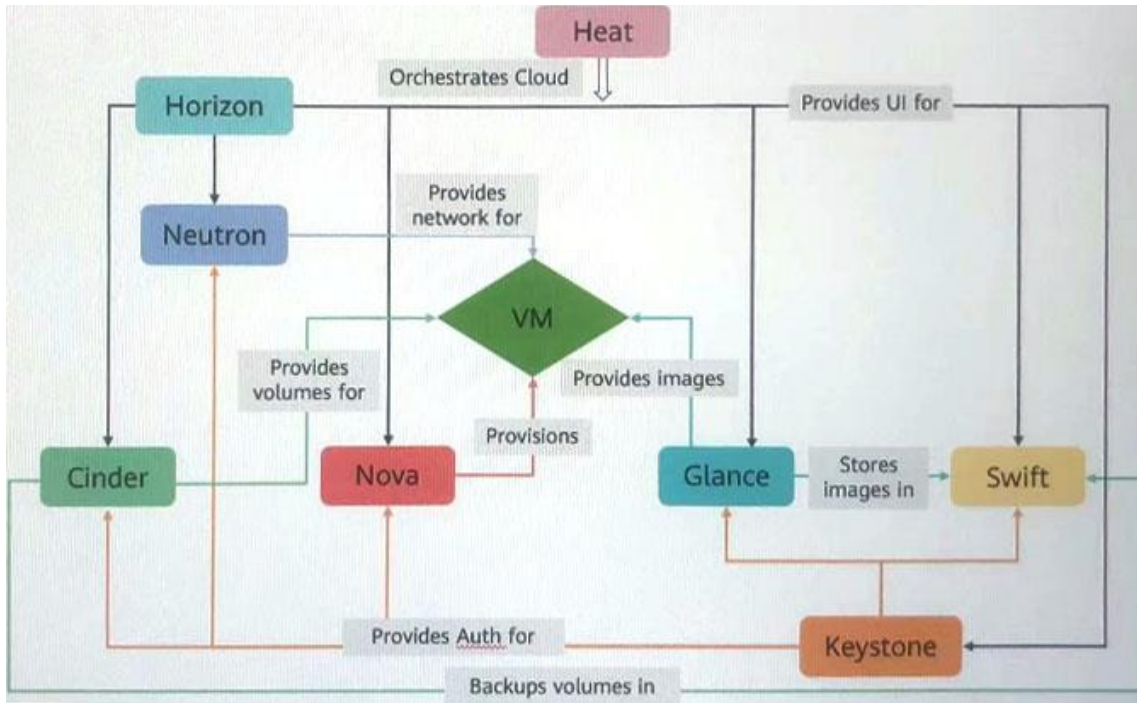 Heat
Orchestrates Cloud
Horizon
Provides UI for
Provides
network for
Neutron
VM
Provides
volumes for
Provides images
Provisions
Cinder
Nova
Glance
Stores
images in
Swift
Provides Auth for
Keystone
Backups volumes in